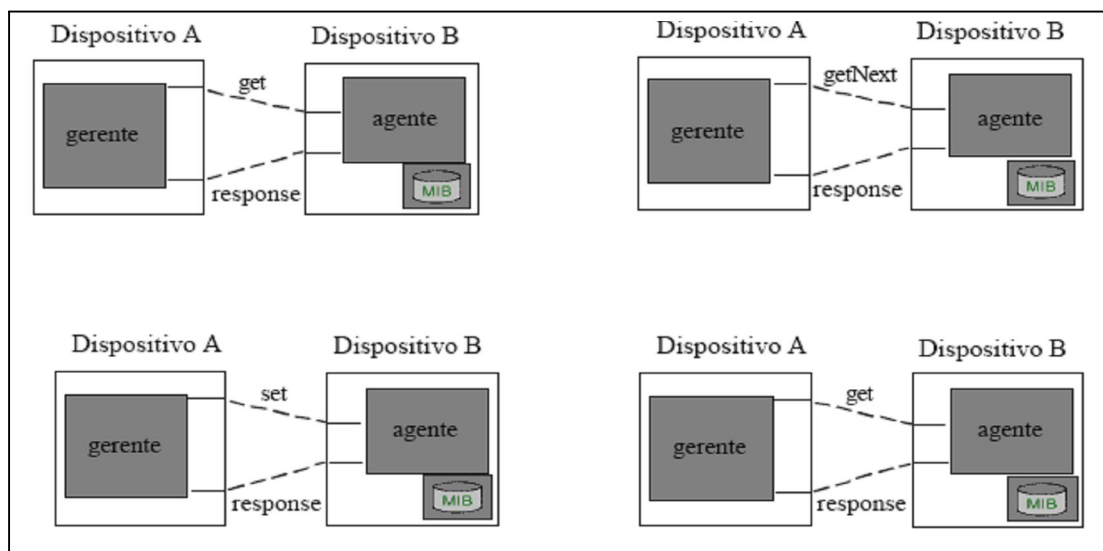 Dispositivo A
Dispositivo B
get
gerente
agente
response
MIB
Dispositivo A
Dispositivo B
getNext
gerente
agente
response
MIB
Dispositivo A
Dispositivo B
set
gerente
agente
response
MIB
Dispositivo A
Dispositivo B
get
gerente
agente
response
MIB